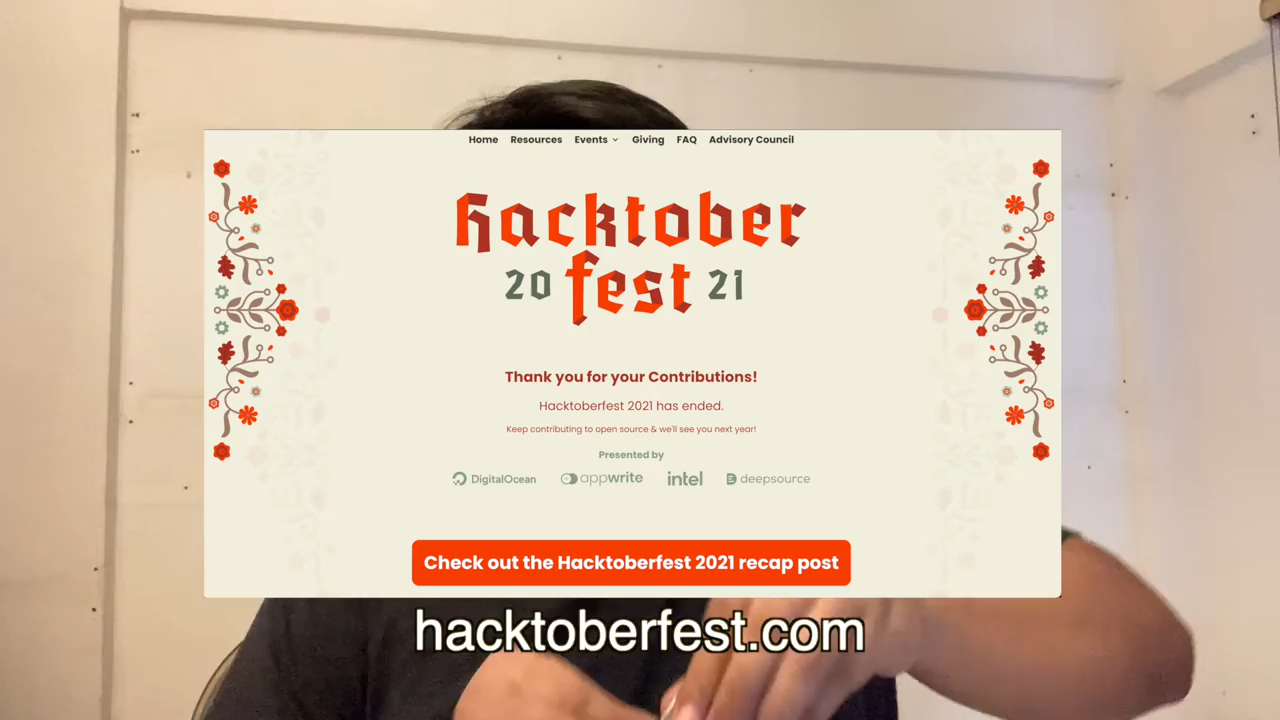 Home Resources Events Giving FAQ Advisory Council
hacktober
20 fest 21
Thank you for your Contributions!
Hacktoberfest 2021 has ended.
Keep contributing to open source & we'll see you next year!
Presented by
DigitalOcean appwrite intel deepsource
Check out the Hacktoberfest 2021 recap post
hacktoberfest.com